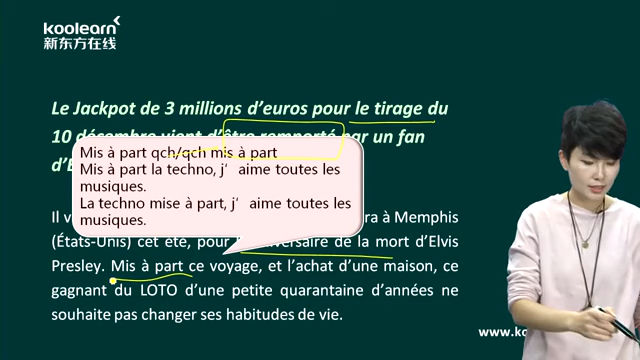 koolearn
新东方在线
Le Jackpot de 3 millions d'euros pour le tirage du
10 décembre vient d'être remporté par un fan
d'E
Mis à part qch/qch mis à part
Mis à part la techno, j' aime toutes les
musiques.
La techno mise à part, j' aime toutes les
musiques.
Il v ra à Memphis
(États-Unis) cet été, pour l'anniversaire de la mort d'Elvis
Presley. Mis à part ce voyage, et l'achat d'une maison, ce
gagnant du LOTO d'une petite quarantaine d'années ne
souhaite pas changer ses habitudes de vie.
www.ko